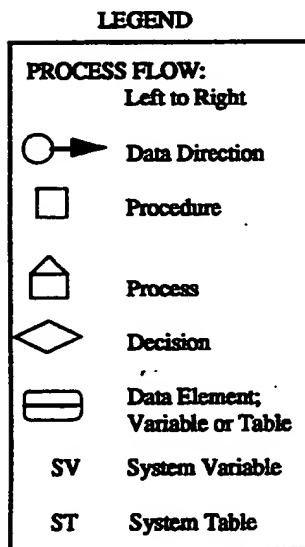 LEGEND
PROCESS FLOW:
Left to Right
Data Direction
Procedure
Process
Decision
Data Element;
Variable or Table
SV System Variable
ST System Table